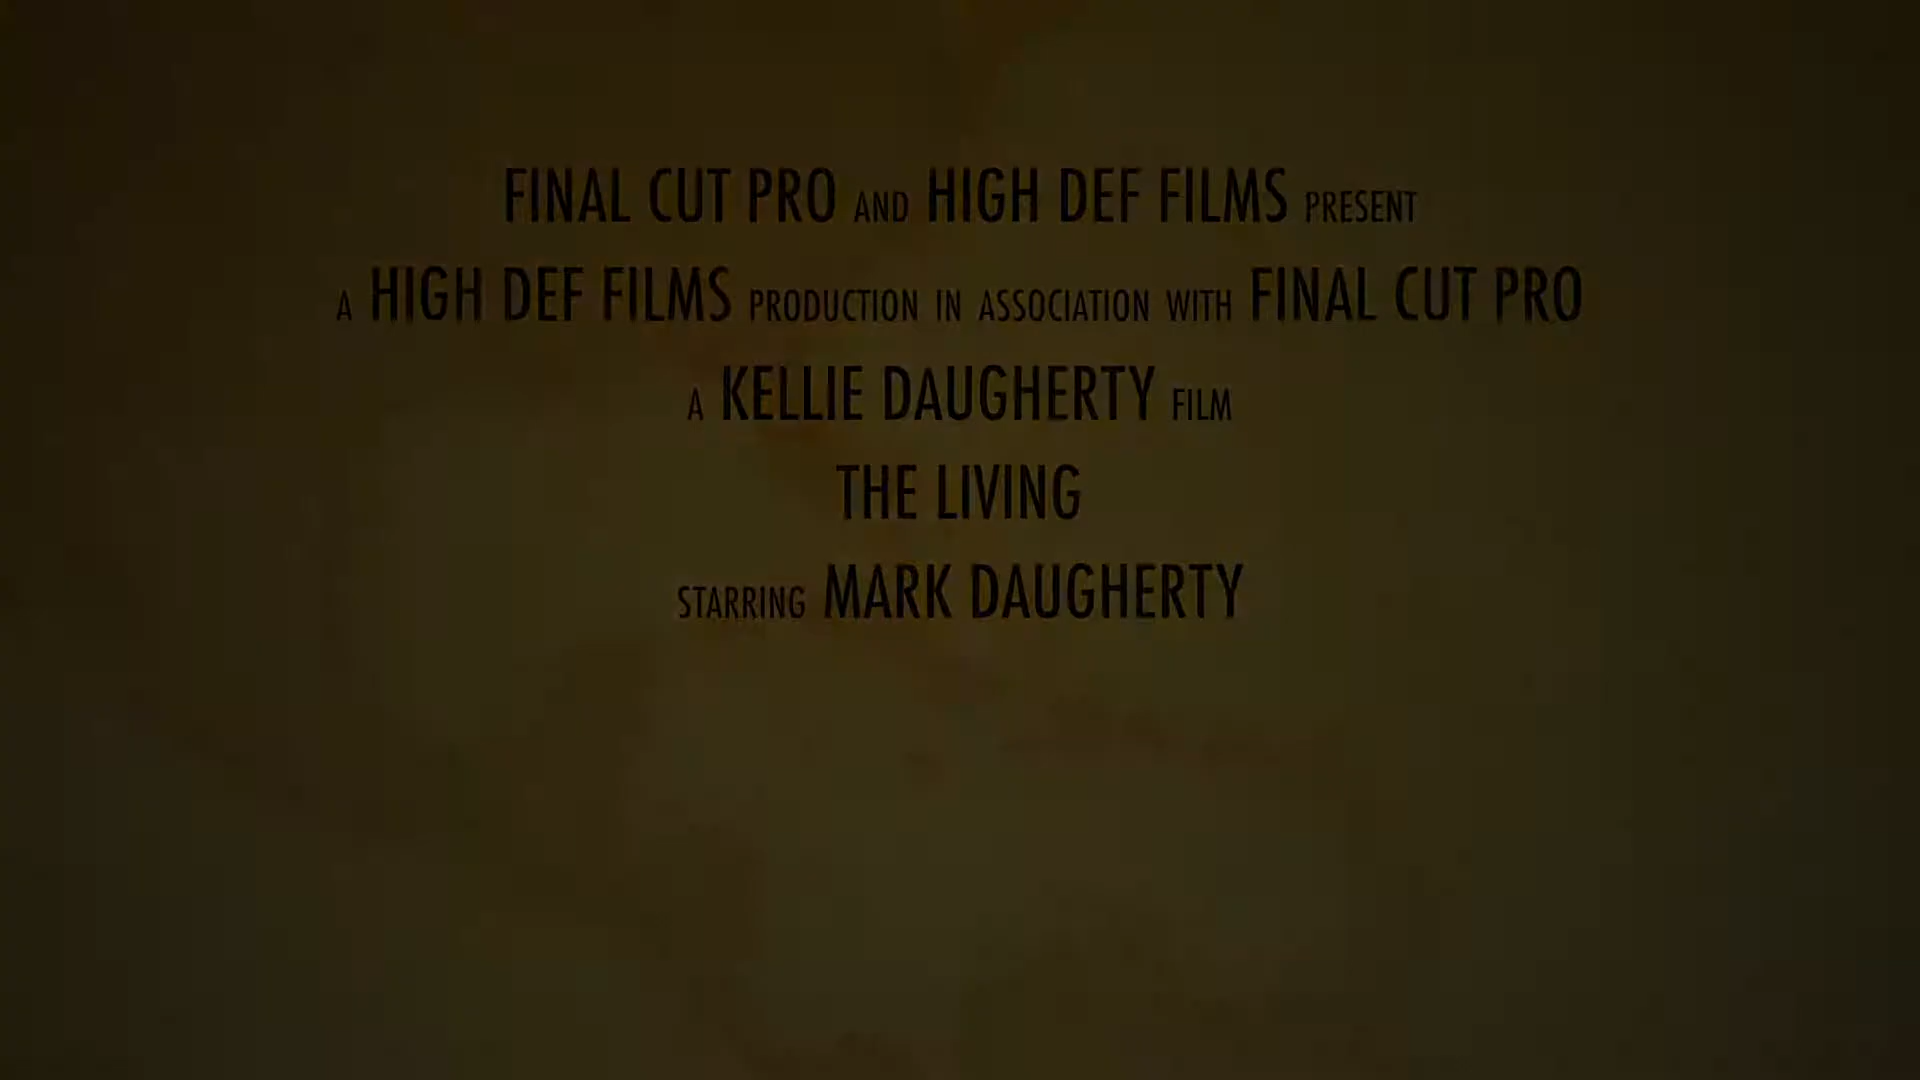 FINAL CUT PRO AND HIGH DEF FILMS PRESENT
A HIGH DEF FILMS PRODUCTION IN ASSOCIATION WITH FINAL CUT PRO
A KELLIE DAUGHERTY FILM
THE LIVING
STARRING MARK DAUGHERTY